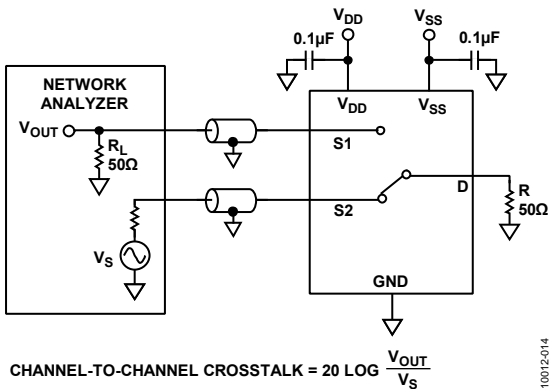 VDD
VSS
0.1µF
0.1µF
NETWORK
ANALYZER
VDD
VSS
VOUT
RL
50Ω
S1
S2
D
R
50Ω
VS
GND
CHANNEL-TO-CHANNEL CROSSTALK = 20 LOG VOUT
VS
10012-014